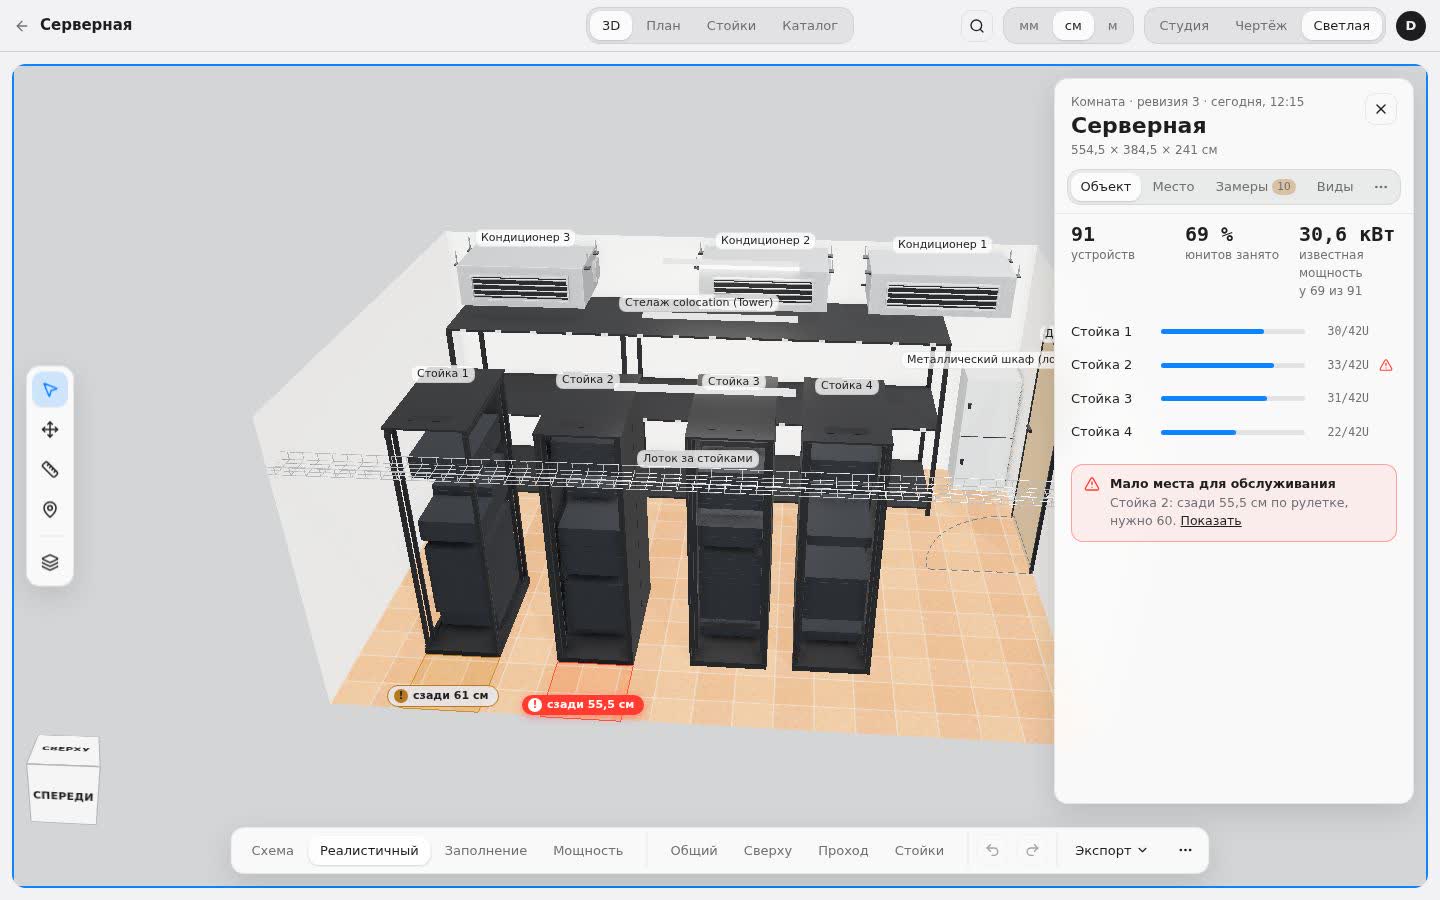 Серверная
3D
План
Стойки
Каталог
мм
см
м
Студия
Чертёж
Светлая
D
Комната · ревизия 3 · сегодня, 12:15
Серверная
554,5 × 384,5 × 241 см
Объект
Место
Замеры 10
Виды
91
устройств
69 %
юнитов занято
30,6 кВт
известная
мощность
у 69 из 91
Стойка 1
30/42U
Стойка 2
33/42U
Стойка 3
31/42U
Стойка 4
22/42U
Мало места для обслуживания
Стойка 2: сзади 55,5 см по рулетке,
нужно 60. Показать
Кондиционер 3
Кондиционер 2
Кондиционер 1
Стелаж colocation (Tower)
Д
Металлический шкаф (ло
Стойка 1
Стойка 2
Стойка 3
Стойка 4
Лоток за стойками
! сзади 61 см
! сзади 55,5 см
СВЕРХУ
СПЕРЕДИ
Схема
Реалистичный
Заполнение
Мощность
Общий
Сверху
Проход
Стойки
Экспорт